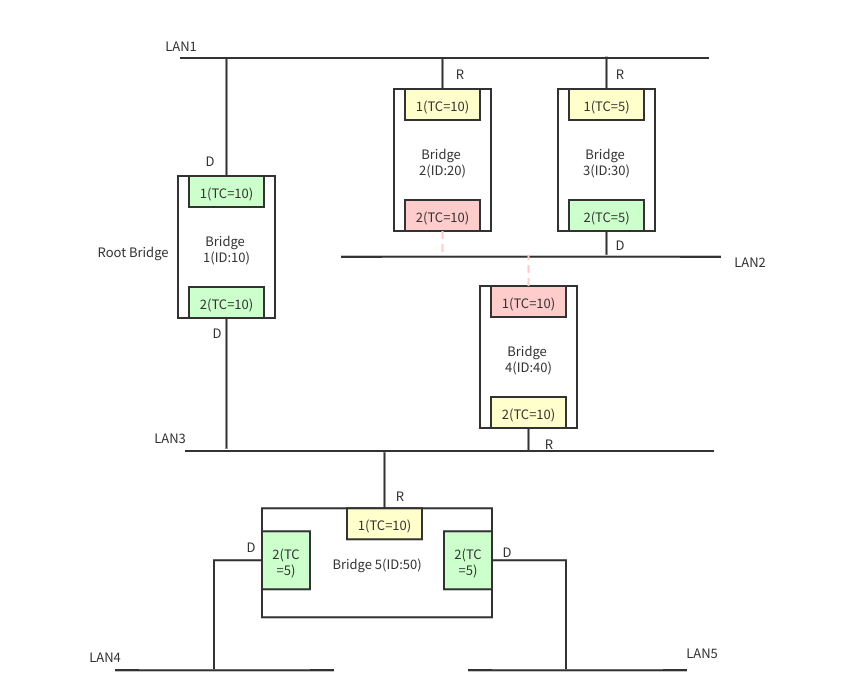 LAN1
R
R
1(TC=10)
1(TC=5)
Bridge
2(ID:20)
Bridge
3(ID:30)
D
1(TC=10)
2(TC=10)
2(TC=5)
Root Bridge
Bridge
1(ID:10)
D
LAN2
2(TC=10)
1(TC=10)
D
Bridge
4(ID:40)
2(TC=10)
LAN3
R
R
1(TC=10)
D
2(TC
=5)
Bridge 5(ID:50)
2(TC
=5)
D
LAN4
LAN5